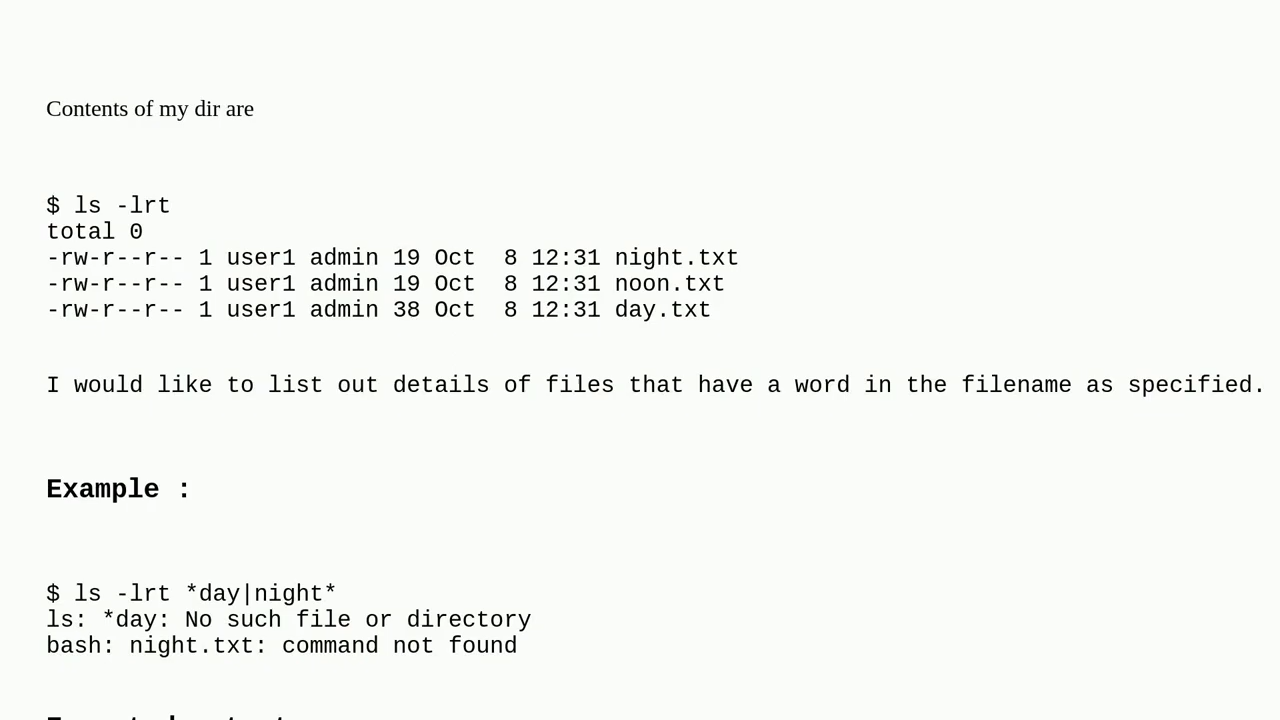 Contents of my dir are
$ ls -lrt
total 0
-rw-r--r-- 1 user1 admin 19 Oct  8 12:31 night.txt
-rw-r--r-- 1 user1 admin 19 Oct  8 12:31 noon.txt
-rw-r--r-- 1 user1 admin 38 Oct  8 12:31 day.txt
I would like to list out details of files that have a word in the filename as specified.
Example :
$ ls -lrt *day|night*
ls: *day: No such file or directory
bash: night.txt: command not found